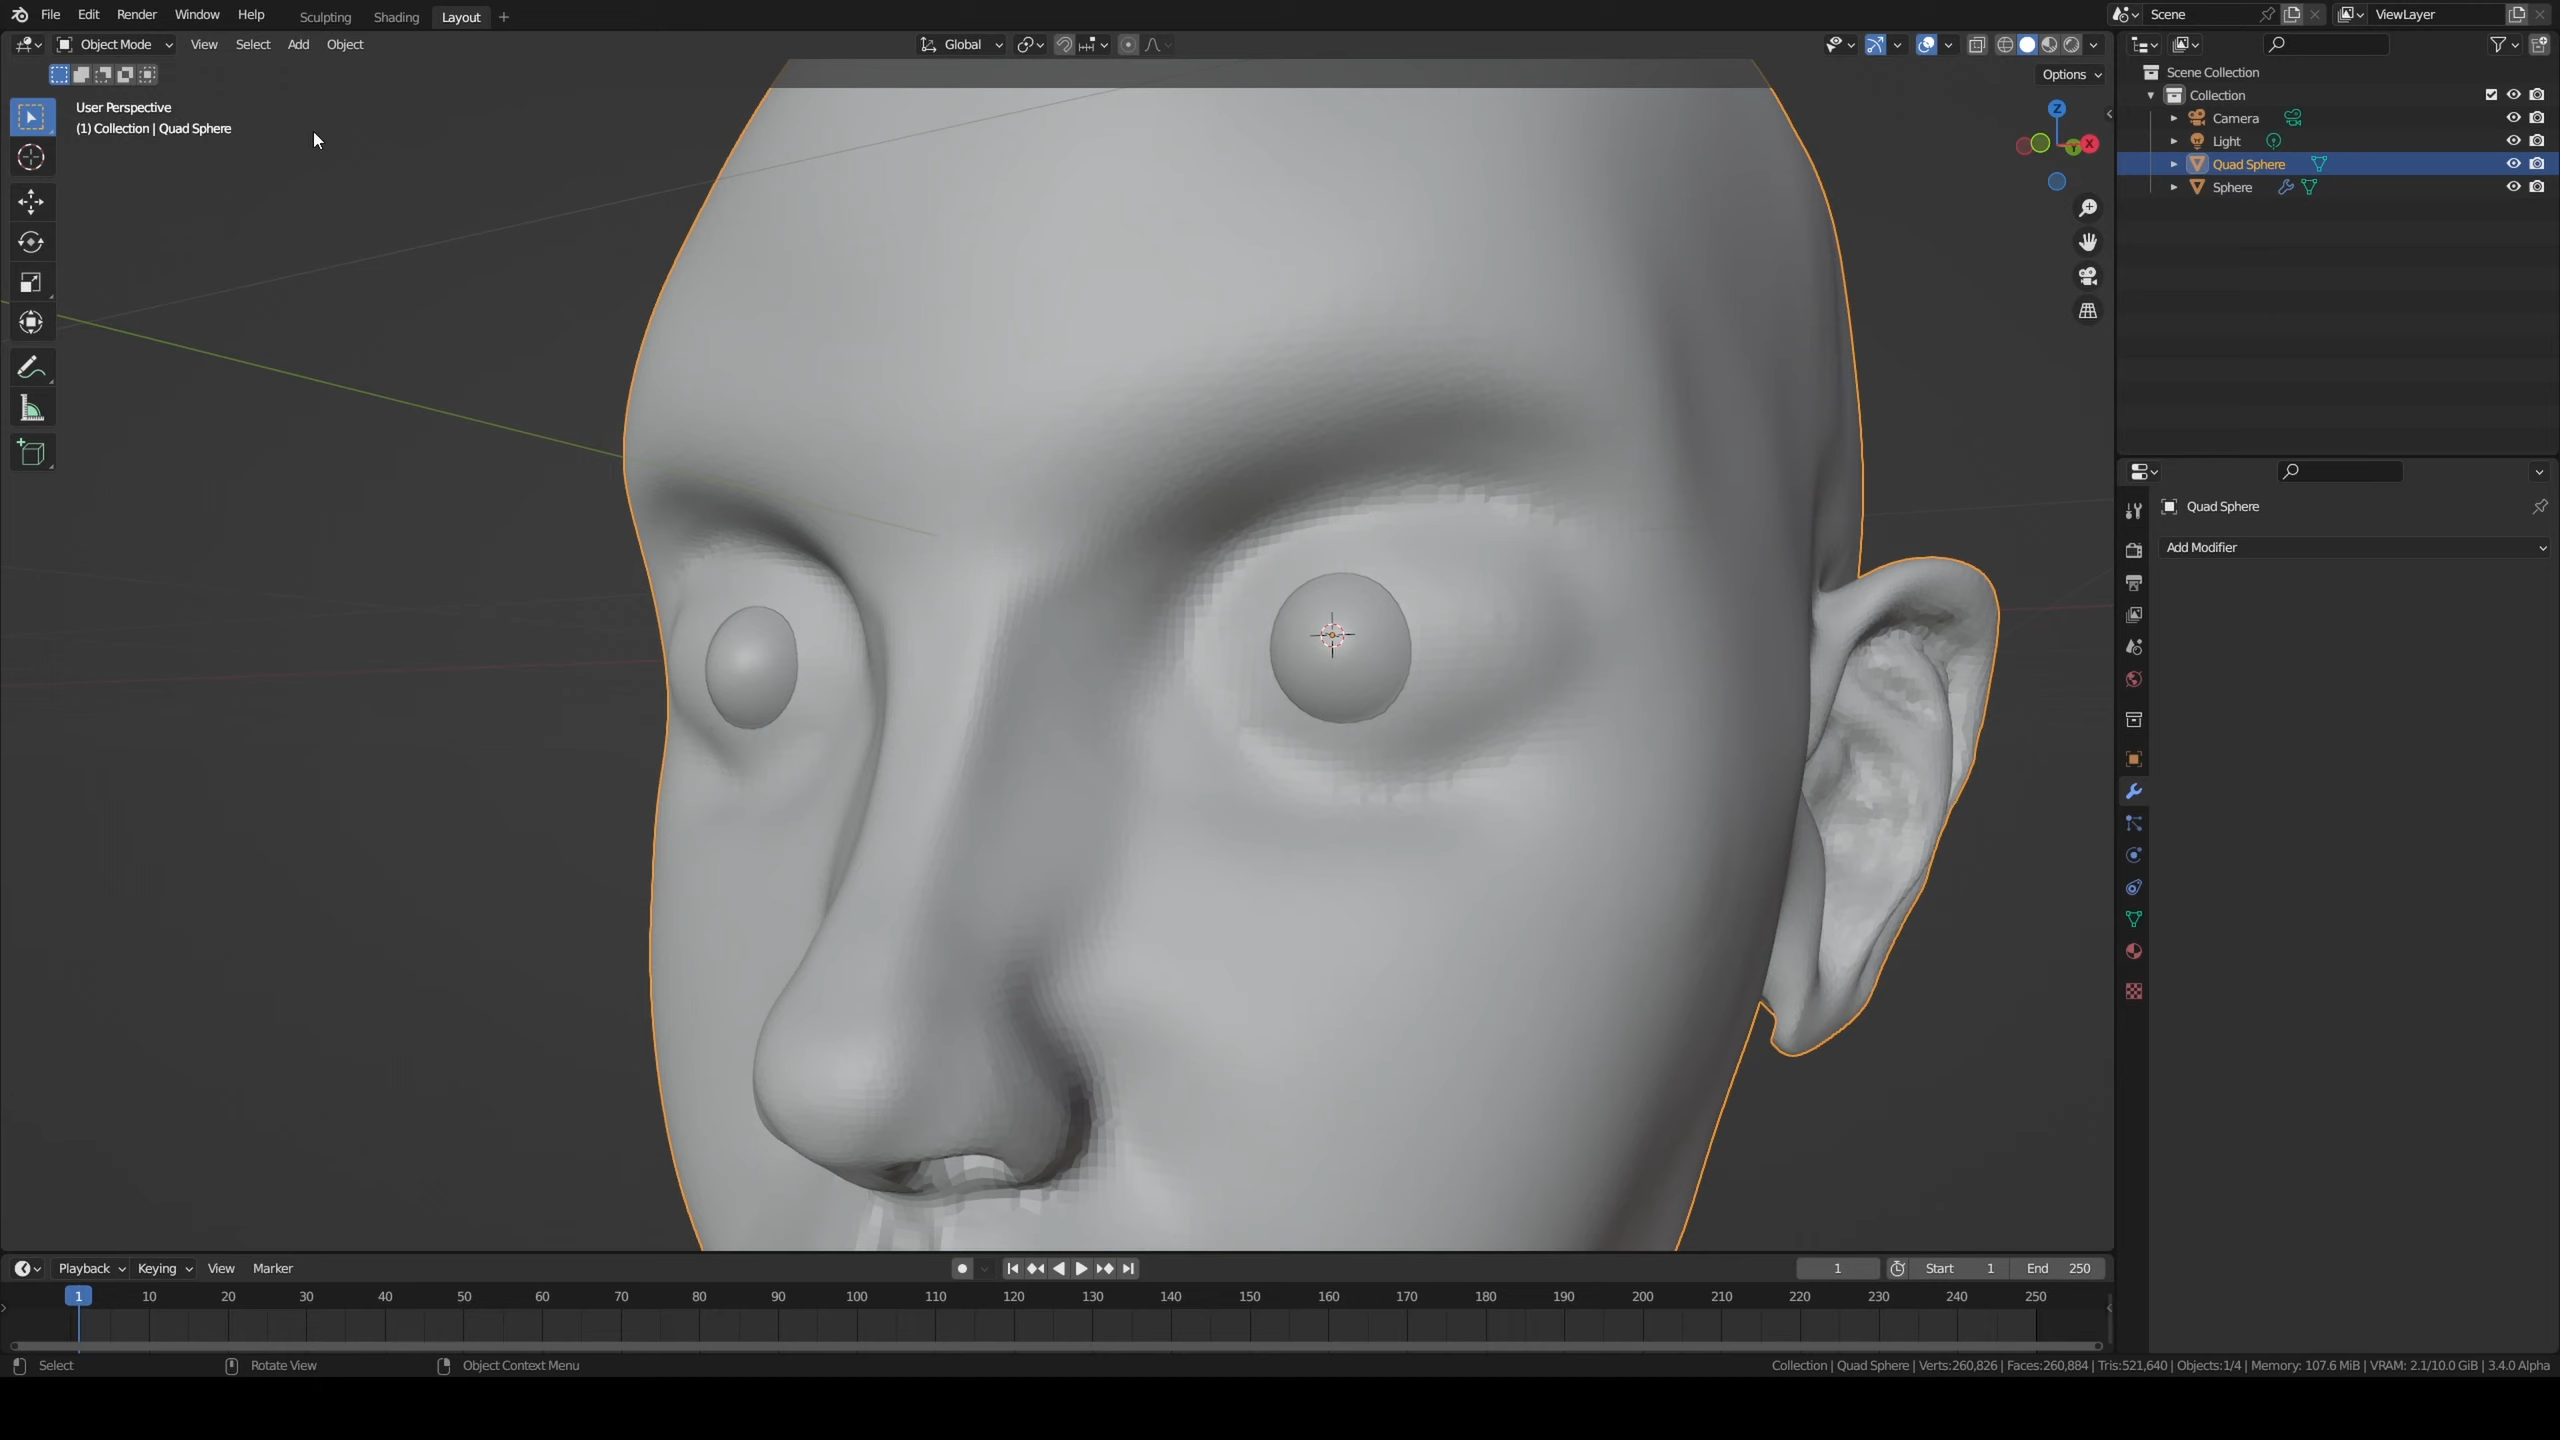 File Edit Render Window Help Sculpting Shading Layout + Scene ViewLayer
Object Mode View Select Add Object Global
Options
User Perspective
(1) Collection | Quad Sphere
Z
X
Y
Scene Collection
Collection
Camera
Light
Quad Sphere
Sphere
Quad Sphere
Add Modifier
Playback Keying View Marker 1 Start 1 End 250
1 10 20 30 40 50 60 70 80 90 100 110 120 130 140 150 160 170 180 190 200 210 220 230 240 250
Select Rotate View Object Context Menu Collection | Quad Sphere | Verts:260,826 | Faces:260,884 | Tris:521,640 | Objects:1/4 | Memory: 107.6 MiB | VRAM: 2.1/10.0 GiB | 3.4.0 Alpha